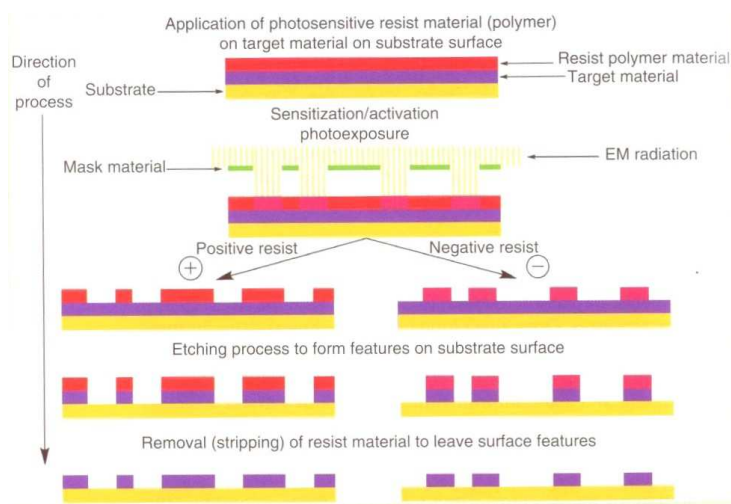 Application of photosensitive resist material (polymer)
on target material on substrate surface
Direction
of
process
Resist polymer material
Target material
Substrate
Sensitization/activation
photoexposure
Mask material
EM radiation
Positive resist
Negative resist
+
−
Etching process to form features on substrate surface
Removal (stripping) of resist material to leave surface features